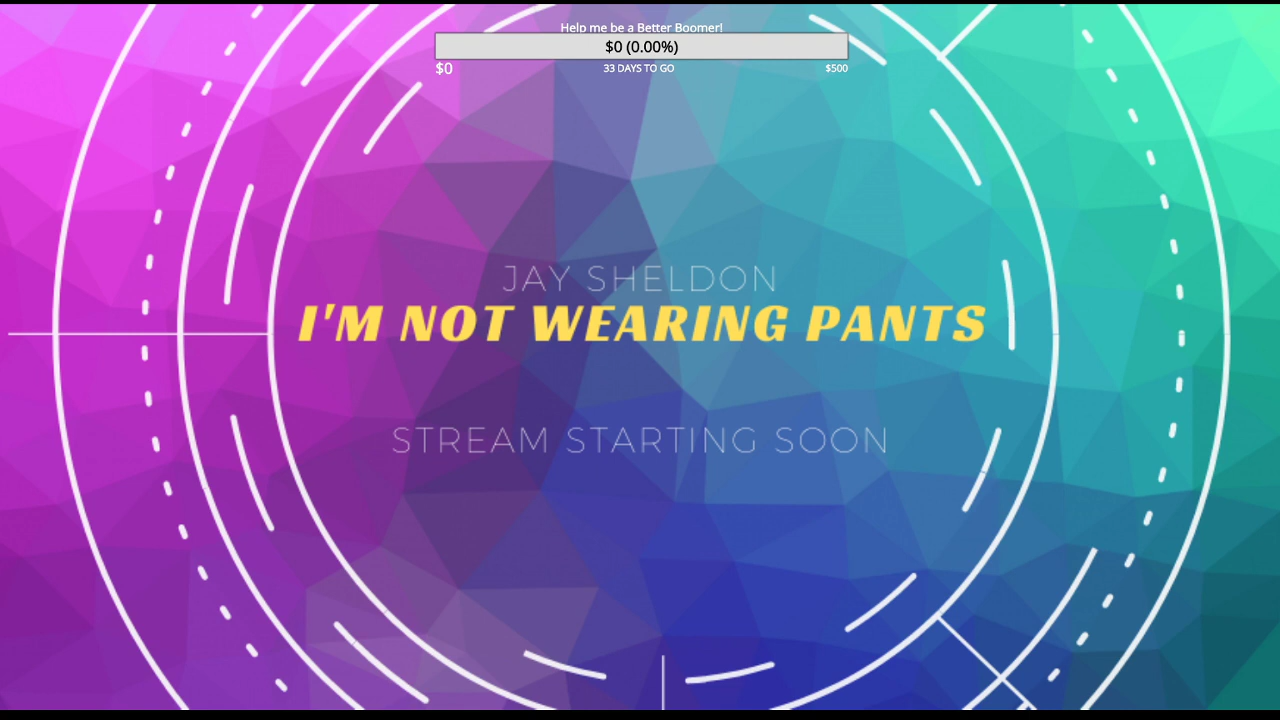 Help me be a Better Boomer!
$0 (0.00%)
$0 33 DAYS TO GO $500
JAY SHELDON
I'M NOT WEARING PANTS
STREAM STARTING SOON